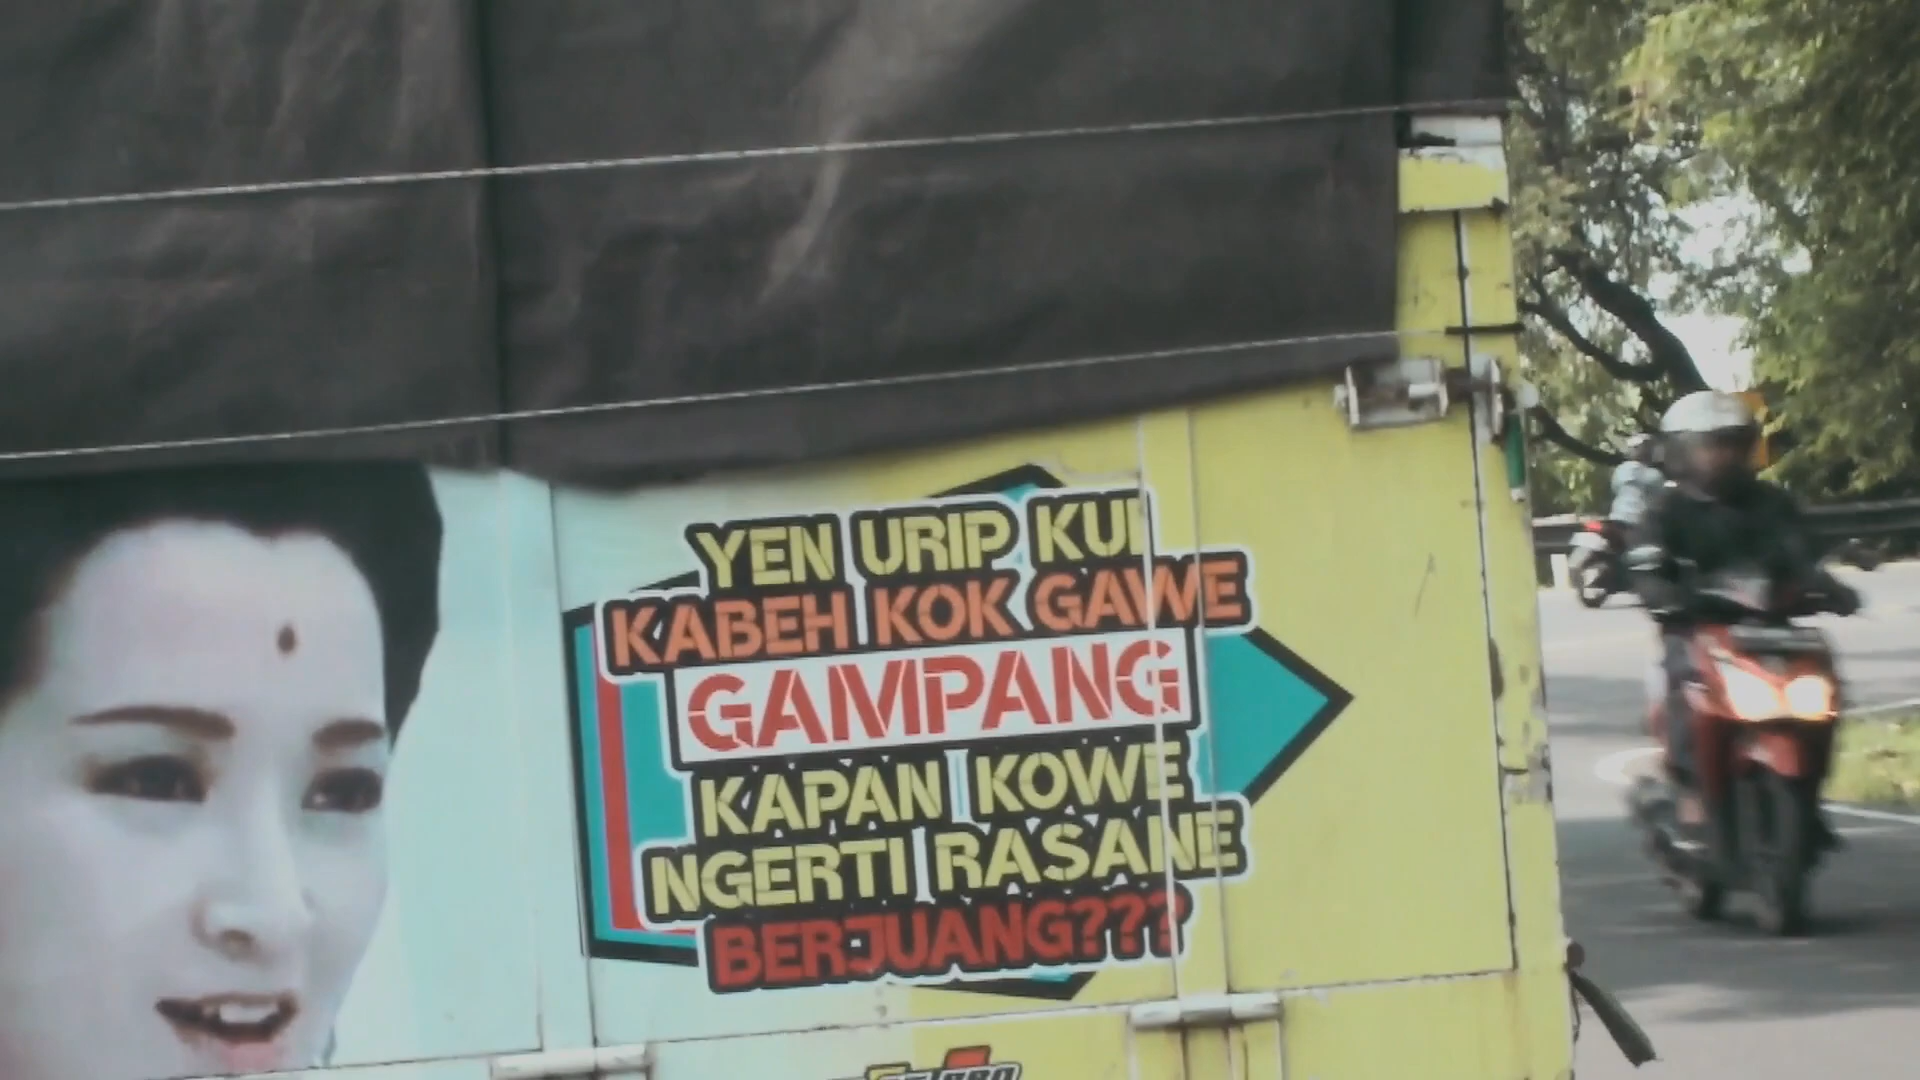 YEN URIP KUI
KABEH KOK GAWE
GAMPANG
KAPAN KOWE
NGERTI RASANE
BERJUANG???